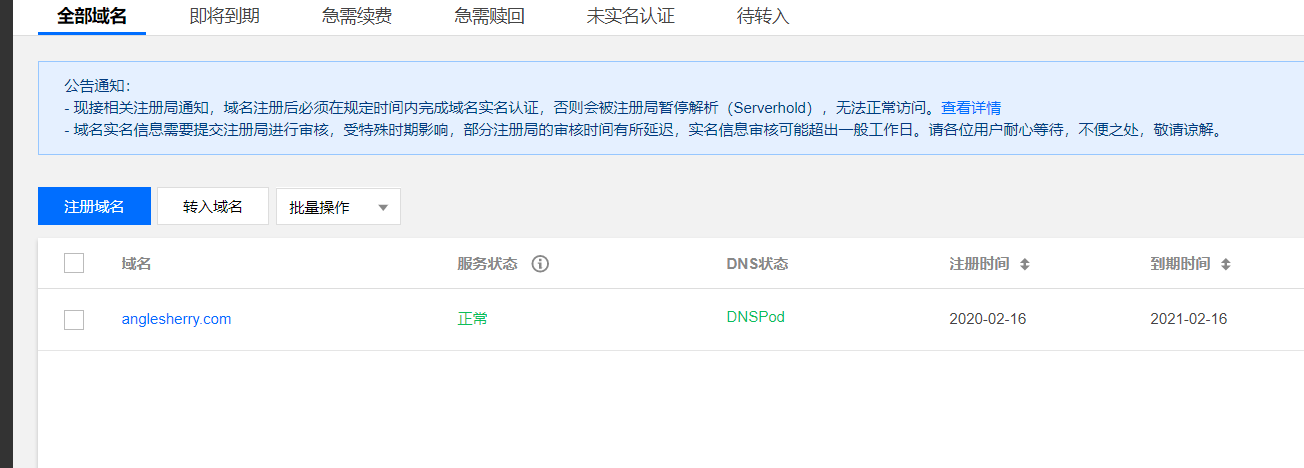 全部域名 即将到期 急需续费 急需赎回 未实名认证 待转入
公告通知：
- 现接相关注册局通知，域名注册后必须在规定时间内完成域名实名认证，否则会被注册局暂停解析（Serverhold），无法正常访问。查看详情
- 域名实名信息需要提交注册局进行审核，受特殊时期影响，部分注册局的审核时间有所延迟，实名信息审核可能超出一般工作日。请各位用户耐心等待，不便之处，敬请谅解。
注册域名 转入域名 批量操作
域名 服务状态 DNS状态 注册时间 到期时间
anglesherry.com 正常 DNSPod 2020-02-16 2021-02-16